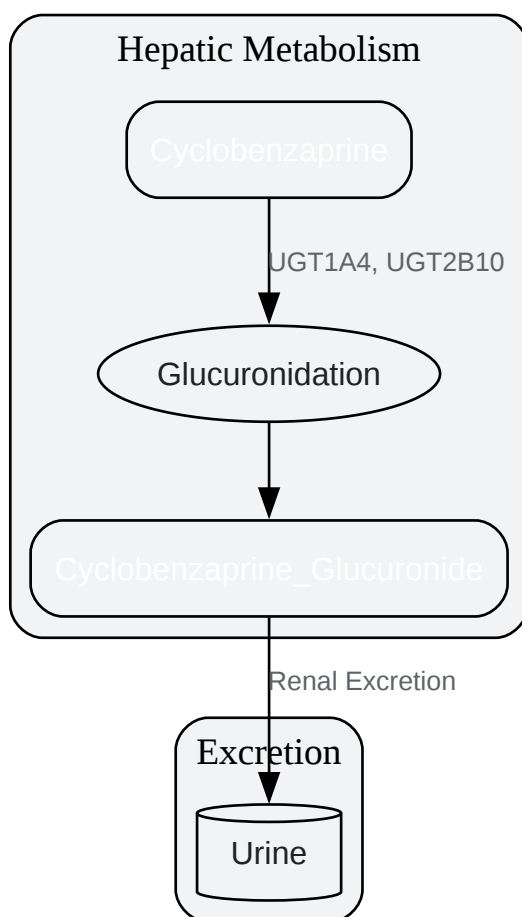 Hepatic Metabolism
Cyclobenzaprine
UGT1A4, UGT2B10
Glucuronidation
Cyclobenzaprine_Glucuronide
Renal Excretion
Excretion
Urine